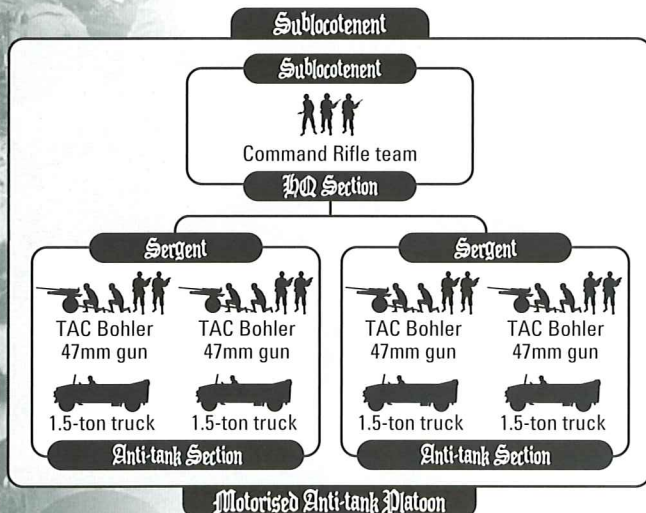 Sublocotenent
Sublocotenent
Command Rifle team
HQ Section
Sergent
Sergent
TAC Bohler
47mm gun
TAC Bohler
47mm gun
TAC Bohler
47mm gun
TAC Bohler
47mm gun
1.5-ton truck
1.5-ton truck
1.5-ton truck
1.5-ton truck
Anti-tank Section
Anti-tank Section
Motorised Anti-tank Platoon